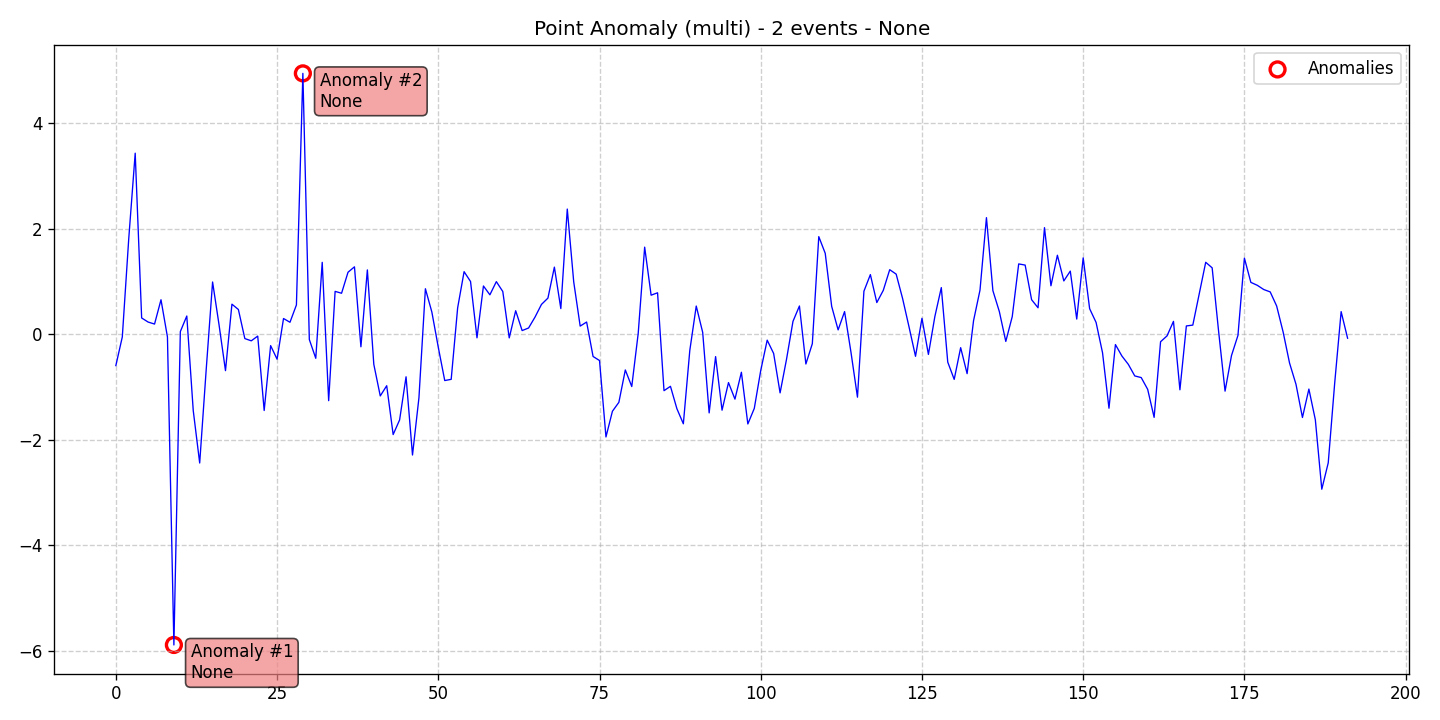 Point Anomaly (multi) - 2 events - None
Anomalies
Anomaly #2
None
Anomaly #1
None
4
2
0
−2
−4
−6
0 25 50 75 100 125 150 175 200